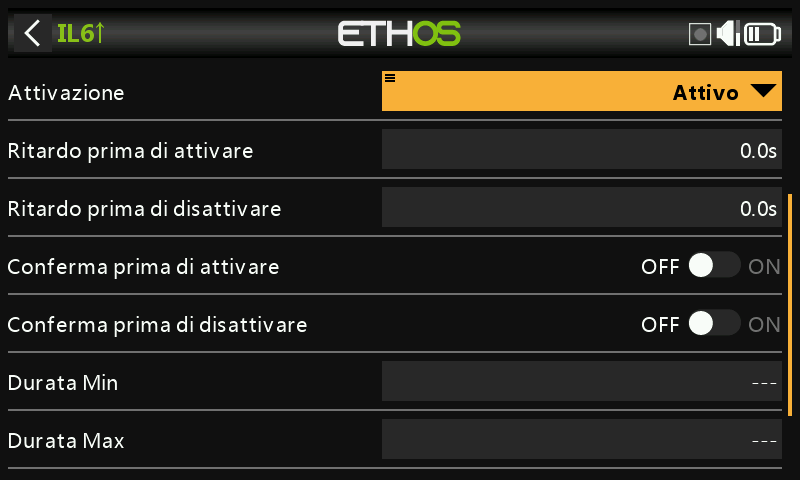 IL6↑ ETHOS
Attivazione Attivo
Ritardo prima di attivare 0.0s
Ritardo prima di disattivare 0.0s
Conferma prima di attivare OFF ON
Conferma prima di disattivare OFF ON
Durata Min ---
Durata Max ---